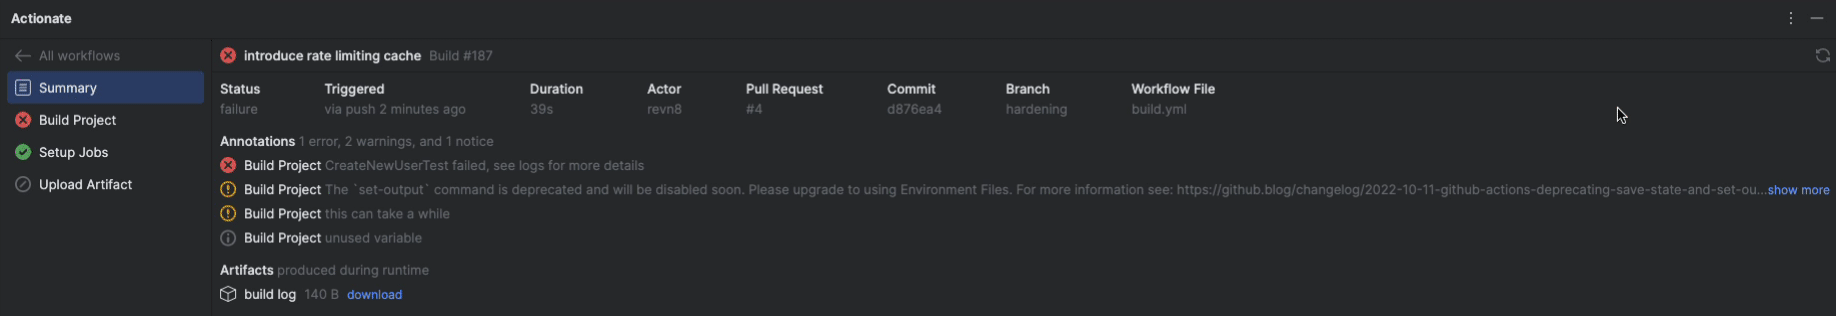 Actionate
All workflows
Summary
Build Project
Setup Jobs
Upload Artifact
introduce rate limiting cache Build #187
Status Triggered Duration Actor Pull Request Commit Branch Workflow File
failure via push 2 minutes ago 39s revn8 #4 d876ea4 hardening build.yml
Annotations 1 error, 2 warnings, and 1 notice
Build Project CreateNewUserTest failed, see logs for more details
Build Project The `set-output` command is deprecated and will be disabled soon. Please upgrade to using Environment Files. For more information see: https://github.blog/changelog/2022-10-11-github-actions-deprecating-save-state-and-set-ou...show more
Build Project this can take a while
Build Project unused variable
Artifacts produced during runtime
build log 140 B download